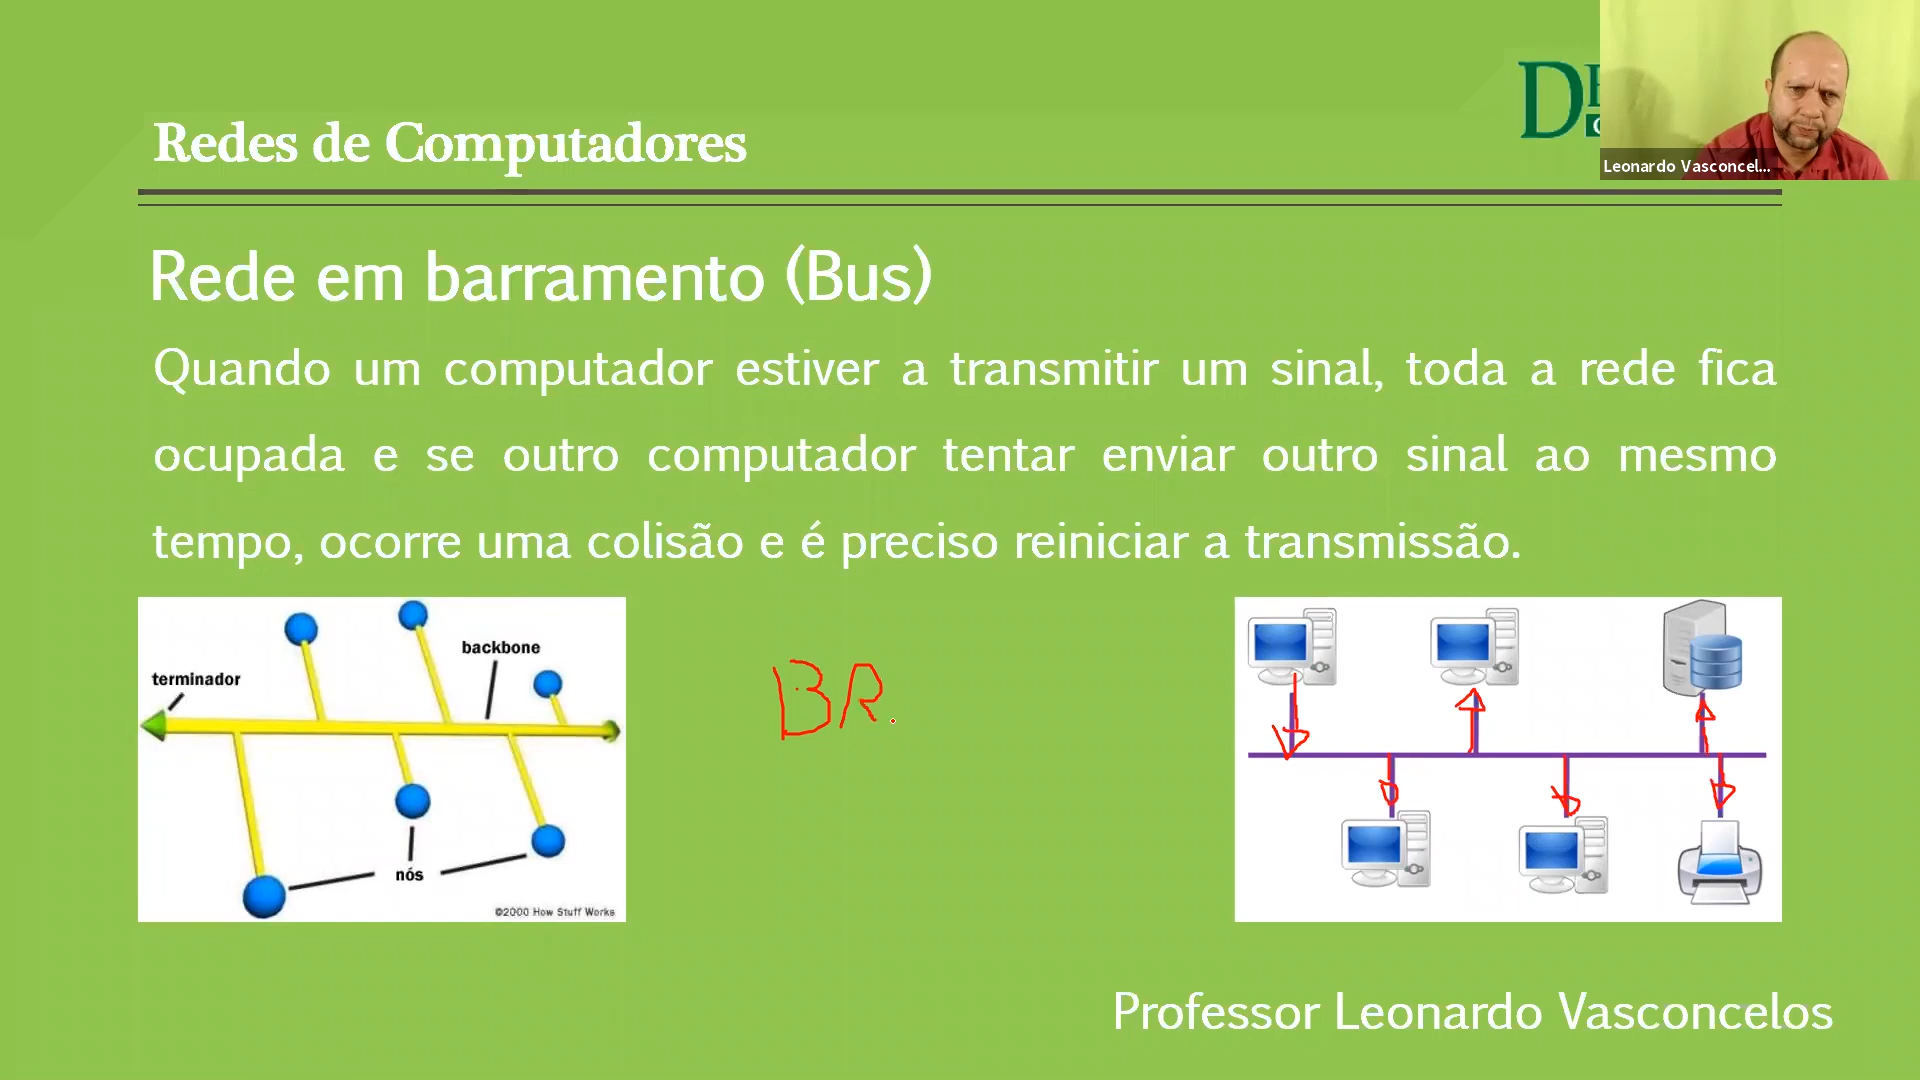 Redes de Computadores
D
Leonardo Vasconcel...
Rede em barramento (Bus)
Quando um computador estiver a transmitir um sinal, toda a rede fica
ocupada e se outro computador tentar enviar outro sinal ao mesmo
tempo, ocorre uma colisão e é preciso reiniciar a transmissão.
terminador
backbone
nós
©2000 How Stuff Works
BR
Professor Leonardo Vasconcelos